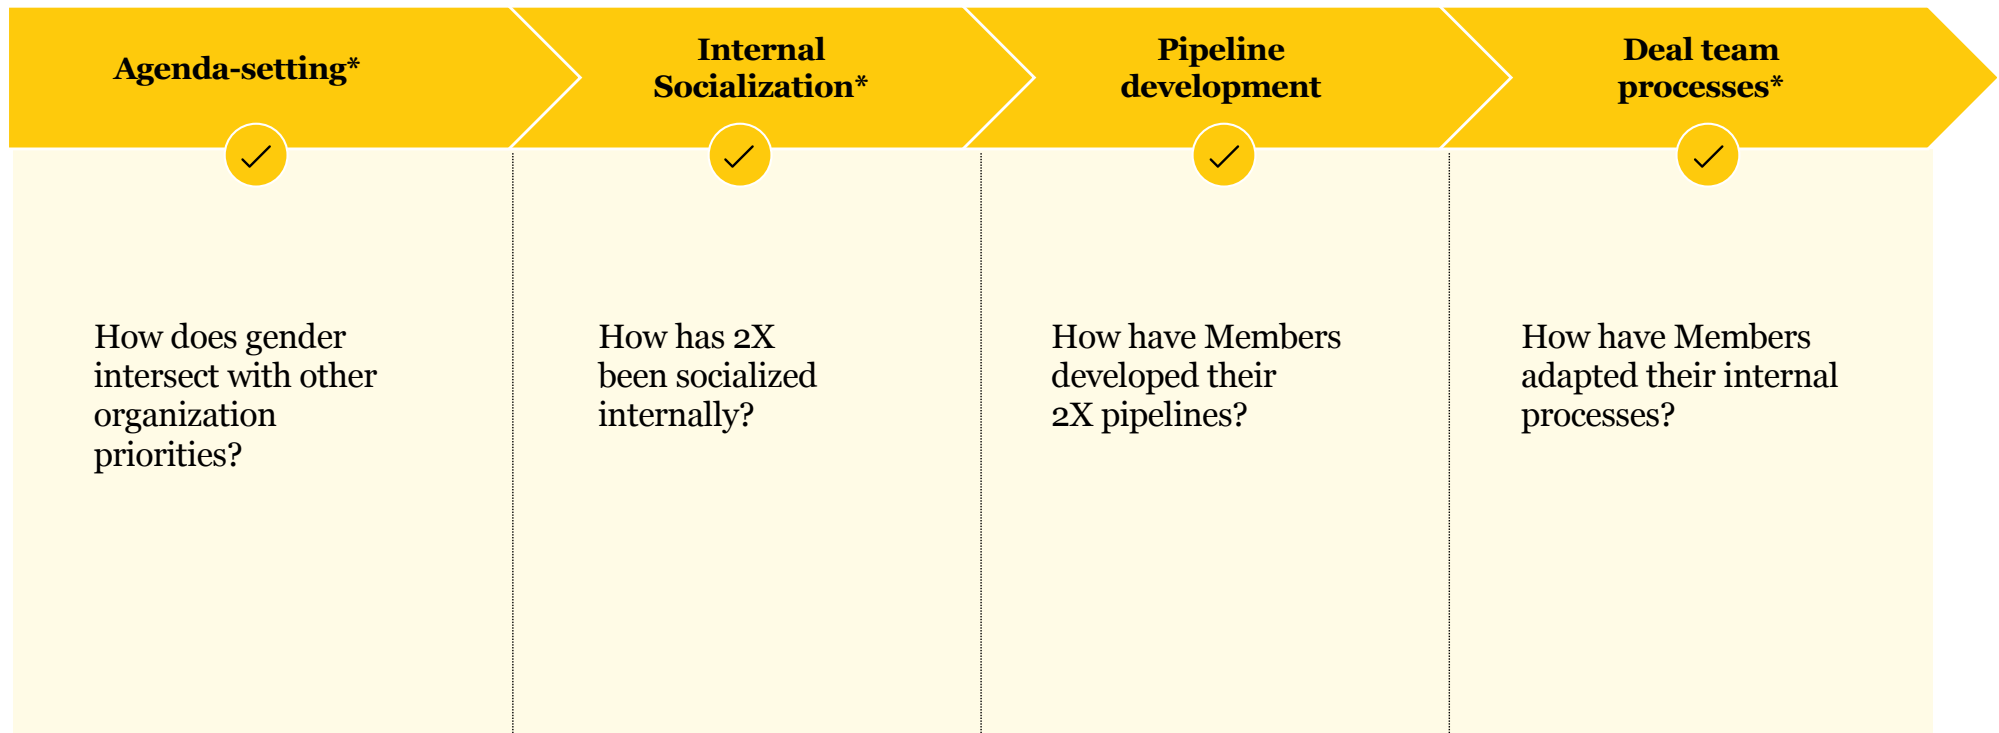 Agenda-setting*
Internal
Socialization*
Pipeline
development
Deal team
processes*
How does gender
intersect with other
organization
priorities?
How has 2X
been socialized
internally?
How have Members
developed their
2X pipelines?
How have Members
adapted their internal
processes?